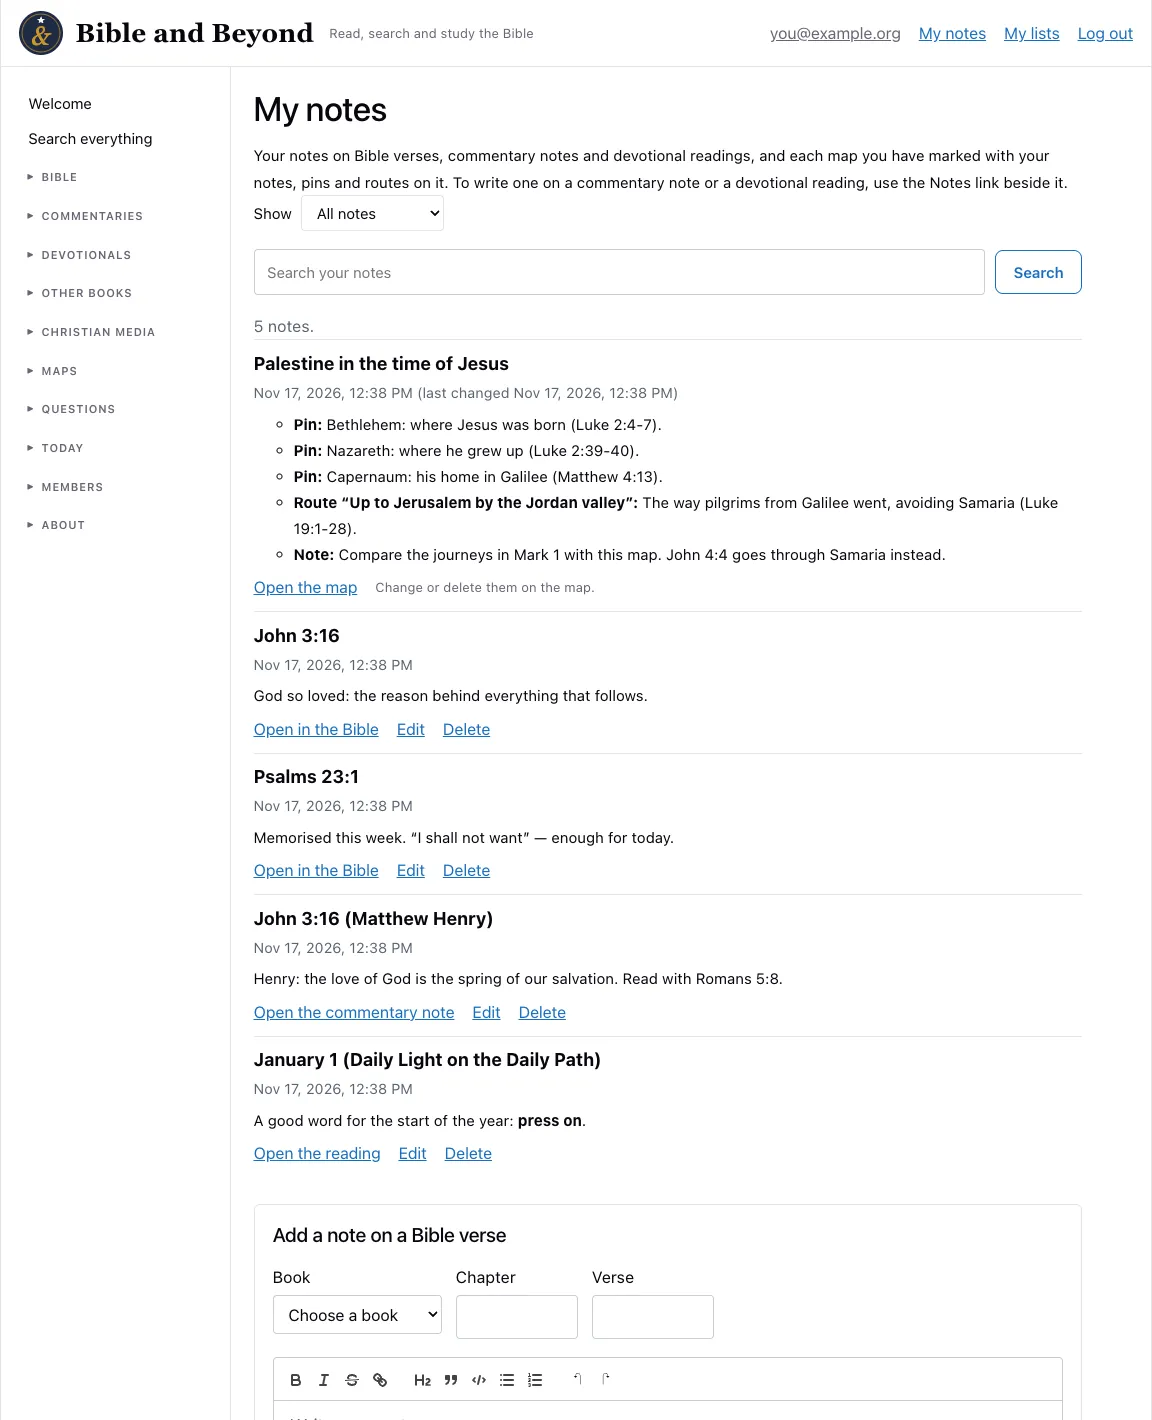 & Bible and Beyond Read, search and study the Bible you@example.org My notes My lists Log out
Welcome
Search everything
BIBLE
COMMENTARIES
DEVOTIONALS
OTHER BOOKS
CHRISTIAN MEDIA
MAPS
QUESTIONS
TODAY
MEMBERS
ABOUT
My notes
Your notes on Bible verses, commentary notes and devotional readings, and each map you have marked with your
notes, pins and routes on it. To write one on a commentary note or a devotional reading, use the Notes link beside it.
Show All notes
Search your notes Search
5 notes.
Palestine in the time of Jesus
Nov 17, 2026, 12:38 PM (last changed Nov 17, 2026, 12:38 PM)
Pin: Bethlehem: where Jesus was born (Luke 2:4-7).
Pin: Nazareth: where he grew up (Luke 2:39-40).
Pin: Capernaum: his home in Galilee (Matthew 4:13).
Route “Up to Jerusalem by the Jordan valley”: The way pilgrims from Galilee went, avoiding Samaria (Luke
19:1-28).
Note: Compare the journeys in Mark 1 with this map. John 4:4 goes through Samaria instead.
Open the map Change or delete them on the map.
John 3:16
Nov 17, 2026, 12:38 PM
God so loved: the reason behind everything that follows.
Open in the Bible Edit Delete
Psalms 23:1
Nov 17, 2026, 12:38 PM
Memorised this week. “I shall not want” — enough for today.
Open in the Bible Edit Delete
John 3:16 (Matthew Henry)
Nov 17, 2026, 12:38 PM
Henry: the love of God is the spring of our salvation. Read with Romans 5:8.
Open the commentary note Edit Delete
January 1 (Daily Light on the Daily Path)
Nov 17, 2026, 12:38 PM
A good word for the start of the year: press on.
Open the reading Edit Delete
Add a note on a Bible verse
Book Chapter Verse
Choose a book
B I S H2